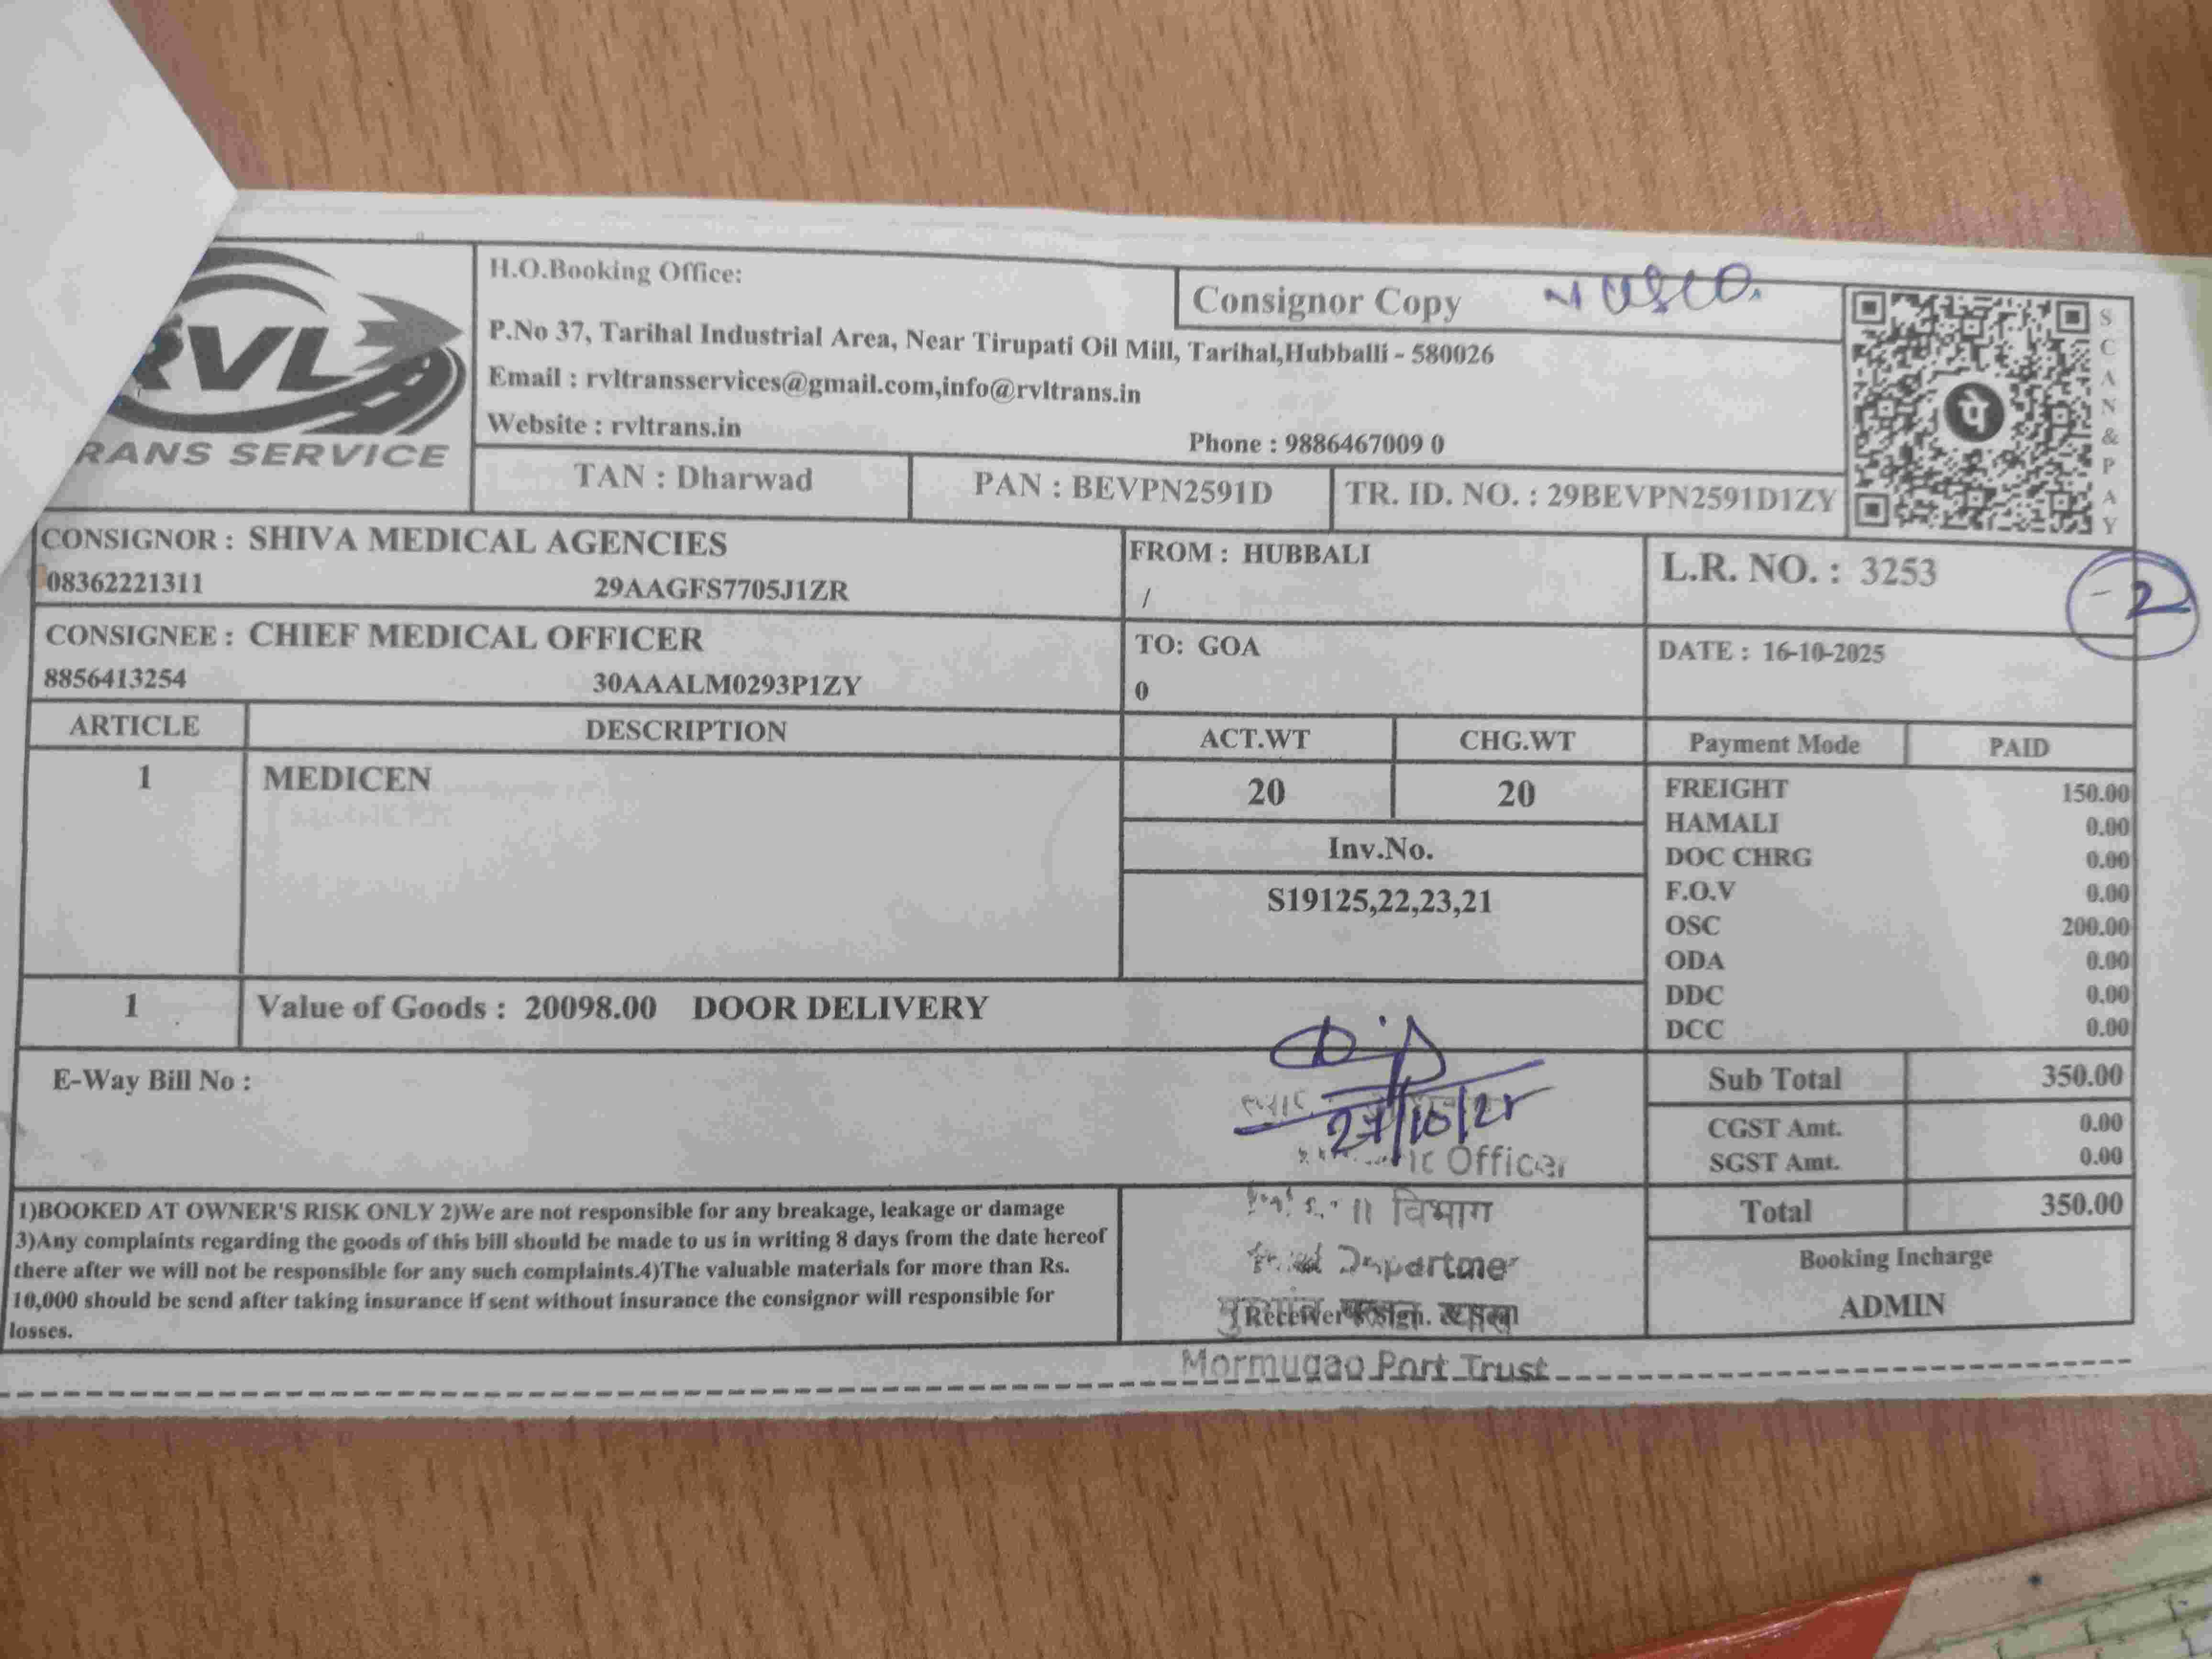 RVL
TRANS SERVICE
H.O.Booking Office:
Consignor Copy
P.No 37, Tarihal Industrial Area, Near Tirupati Oil Mill, Tarihal,Hubballi - 580026
Email : rvltransservices@gmail.com,info@rvltrans.in
Website : rvltrans.in
Phone : 9886467009 0
SCAN & PAY
पे
TAN : Dharwad
PAN : BEVPN2591D
TR. ID. NO. : 29BEVPN2591D1ZY
CONSIGNOR : SHIVA MEDICAL AGENCIES
08362221311 29AAGFS7705J1ZR
FROM : HUBBALI
/
L.R. NO. : 3253
2
CONSIGNEE : CHIEF MEDICAL OFFICER
8856413254 30AAALM0293P1ZY
TO: GOA
0
DATE : 16-10-2025
ARTICLE DESCRIPTION ACT.WT CHG.WT Payment Mode PAID
1 MEDICEN 20 20
Inv.No.
S19125,22,23,21
FREIGHT 150.00
HAMALI 0.00
DOC CHRG 0.00
F.O.V 0.00
OSC 200.00
ODA 0.00
DDC 0.00
DCC 0.00
1 Value of Goods : 20098.00 DOOR DELIVERY
E-Way Bill No :
27/10/25
Officer
विभाग
Mormugao Port Trust
Receiver's Sign. &
Sub Total 350.00
CGST Amt. 0.00
SGST Amt. 0.00
Total 350.00
Booking Incharge
ADMIN
1)BOOKED AT OWNER'S RISK ONLY 2)We are not responsible for any breakage, leakage or damage
3)Any complaints regarding the goods of this bill should be made to us in writing 8 days from the date hereof
there after we will not be responsible for any such complaints.4)The valuable materials for more than Rs.
10,000 should be send after taking insurance if sent without insurance the consignor will responsible for
losses.